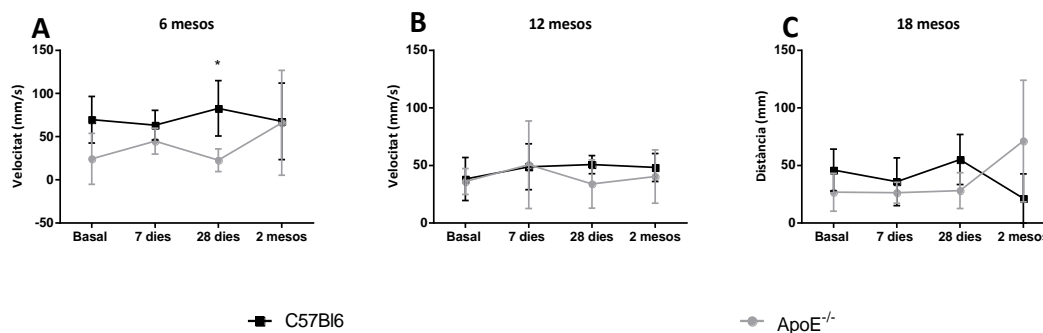 A
6 mesos
Velocitat (mm/s)
150
100
50
0
-50
*
Basal
7 dies
28 dies
2 mesos
B
12 mesos
Velocitat (mm/s)
150
100
50
0
Basal
7 dies
28 dies
2 mesos
C
18 mesos
Distància (mm)
150
100
50
0
Basal
7 dies
28 dies
2 mesos
C57Bl6
ApoE-/-